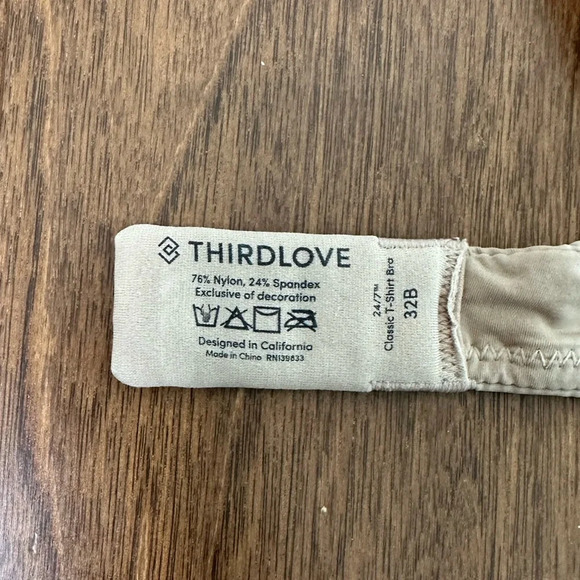 THIRDLOVE
76% Nylon, 24% Spandex
Exclusive of decoration
Designed in California
Made in China RN139833
24/7™
Classic T-Shirt Bra
32B